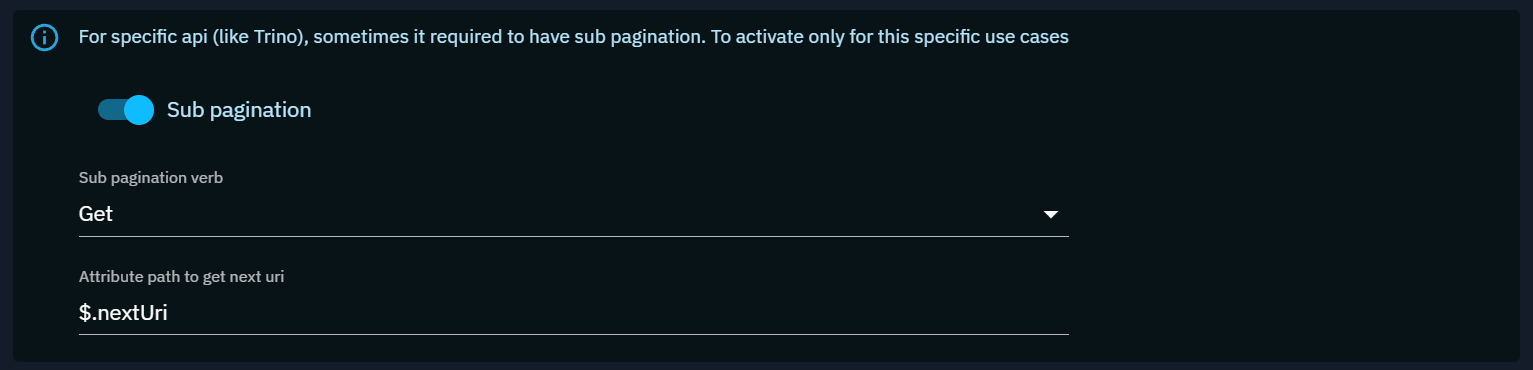 For specific api (like Trino), sometimes it required to have sub pagination. To activate only for this specific use cases
Sub pagination
Sub pagination verb
Get
Attribute path to get next uri
$.nextUri